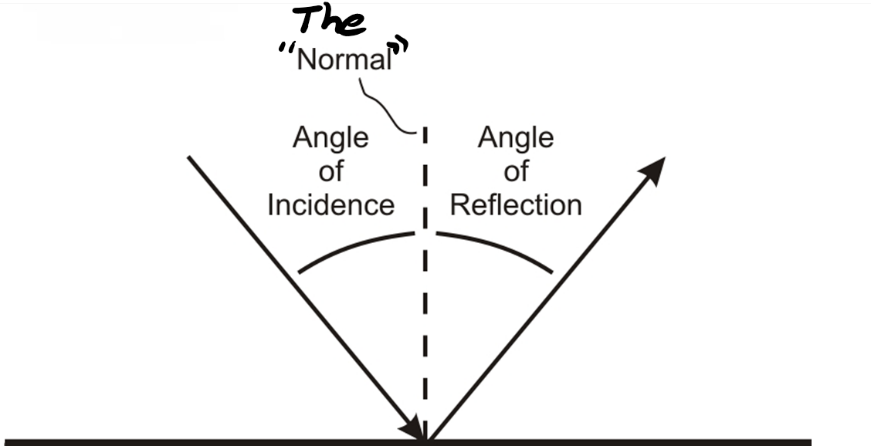 The
"Normal"
Angle
of
Incidence
Angle
of
Reflection